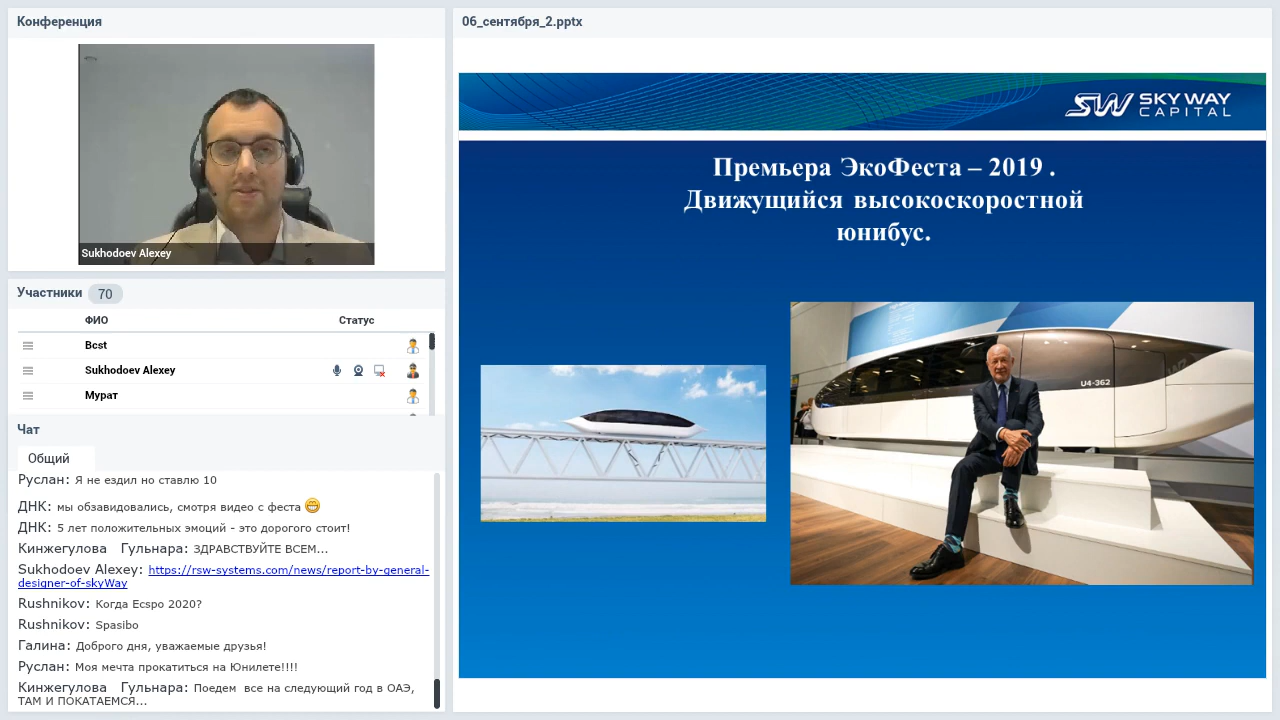 Конференция
Sukhodoev Alexey
Участники 70
ФИО Статус
Bcst
Sukhodoev Alexey
Мурат
Чат
Общий
Руслан: Я не ездил но ставлю 10
ДНК: мы обзавидовались, смотря видео с феста
ДНК: 5 лет положительных эмоций - это дорогого стоит!
Кинжегулова Гульнара: ЗДРАВСТВУЙТЕ ВСЕМ...
Sukhodoev Alexey: https://rsw-systems.com/news/report-by-general-
designer-of-skyWay
Rushnikov: Когда Ecspo 2020?
Rushnikov: Spasibo
Галина: Доброго дня, уважаемые друзья!
Руслан: Моя мечта прокатиться на Юнилете!!!!
Кинжегулова Гульнара: Поедем все на следующий год в ОАЭ,
ТАМ И ПОКАТАЕМСЯ...
06_сентября_2.pptx
SW SKY WAY
CAPITAL
Премьера ЭкоФеста – 2019 .
Движущийся высокоскоростной
юнибус.
U4-362